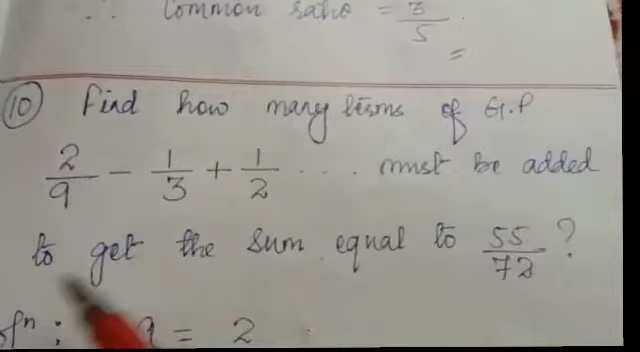 ∴ Common ratio = 3/5.
=
(10) Find how many terms of G.P
2/9 - 1/3 + 1/2 .... must be added
to get the sum equal to 55/72 ?
Solⁿ: a = 2